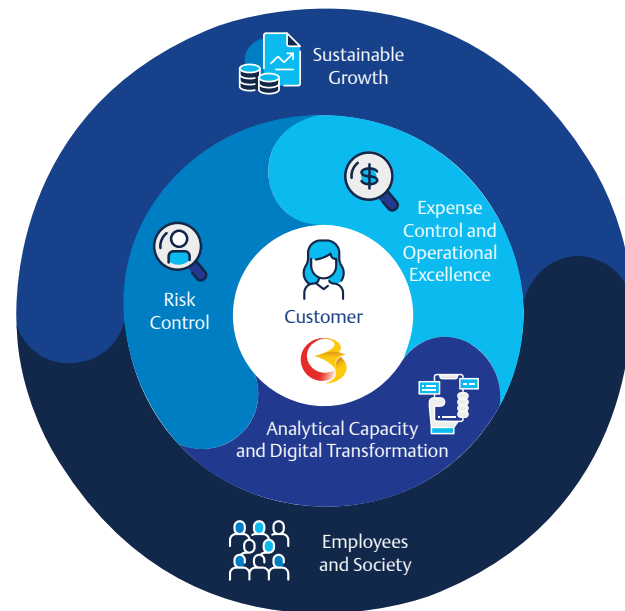 Sustainable
Growth
Expense
Control and
Operational
Excellence
Risk
Control
Customer
Analytical Capacity
and Digital Transformation
Employees
and Society